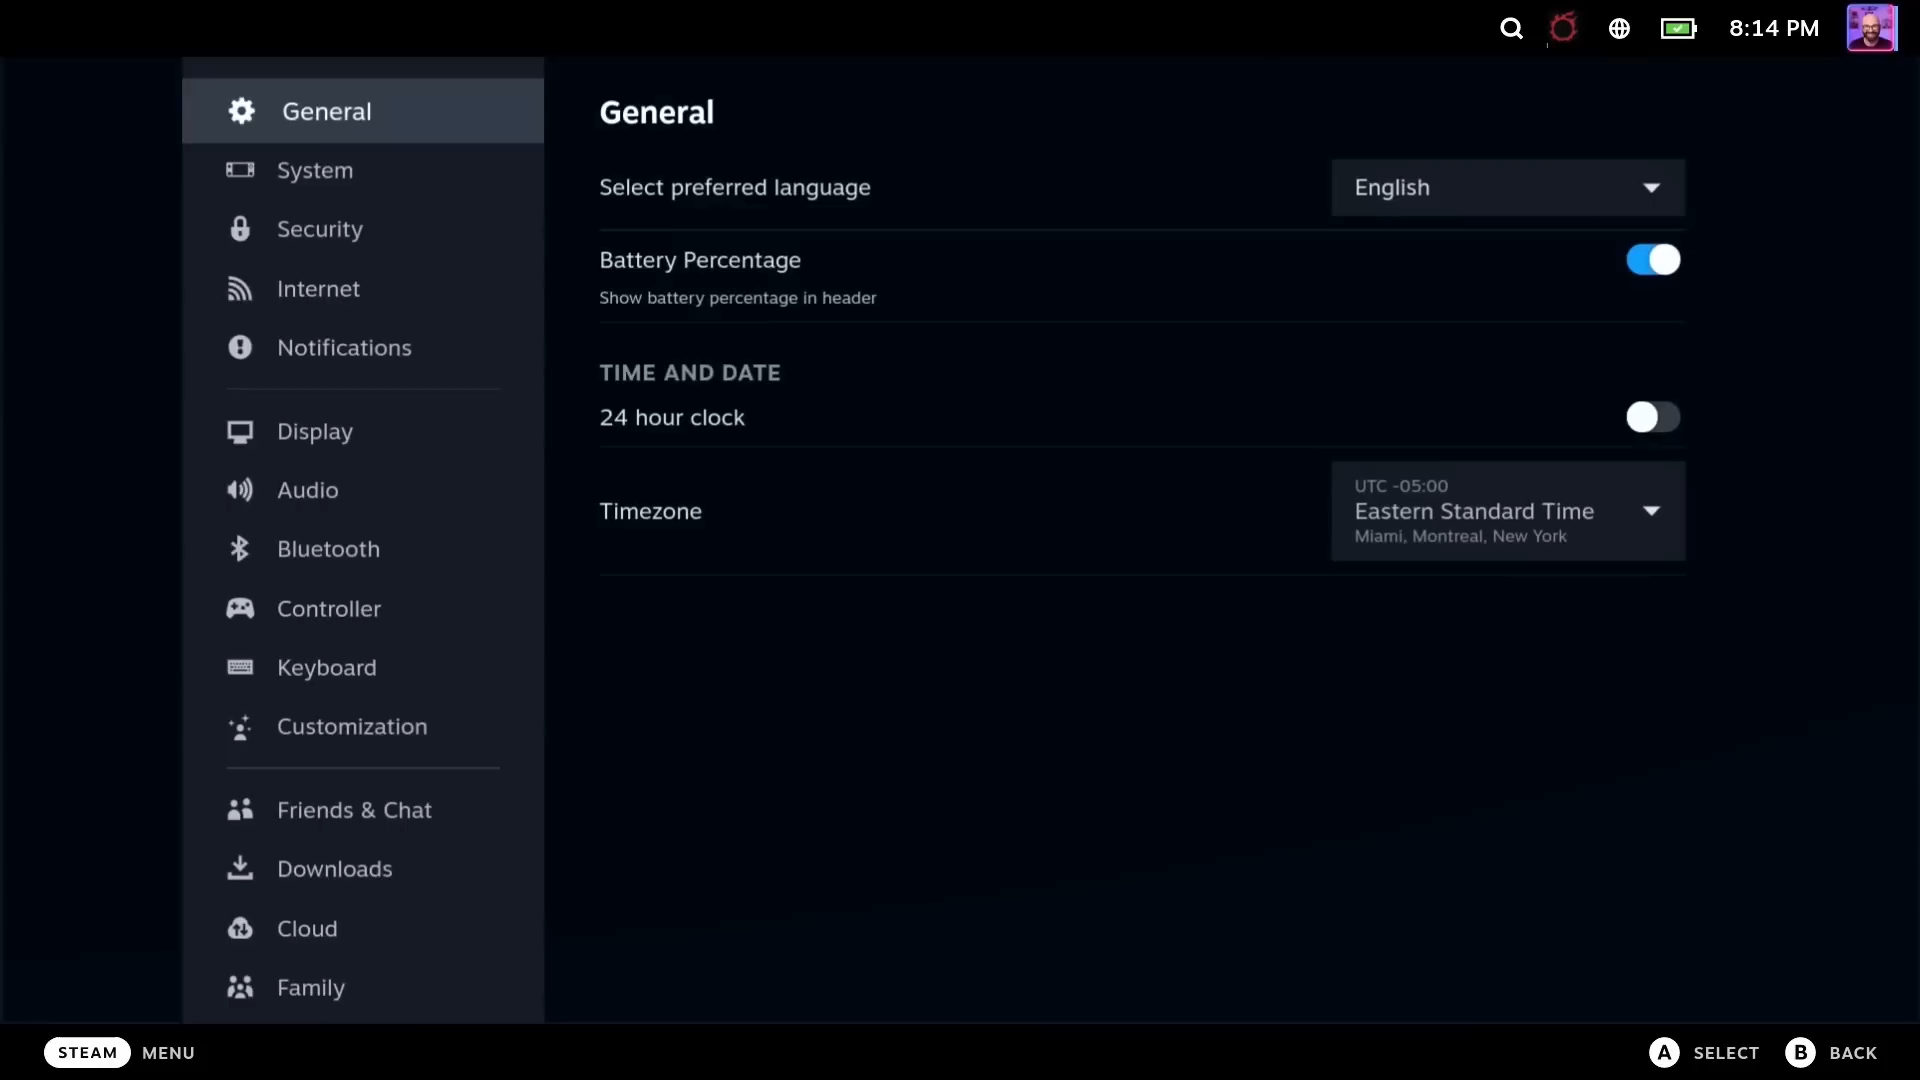 8:14 PM
General
System
Security
Internet
Notifications
Display
Audio
Bluetooth
Controller
Keyboard
Customization
Friends & Chat
Downloads
Cloud
Family
General
Select preferred language
English
Battery Percentage
Show battery percentage in header
TIME AND DATE
24 hour clock
Timezone
UTC -05:00
Eastern Standard Time
Miami, Montreal, New York
STEAM MENU
A SELECT B BACK